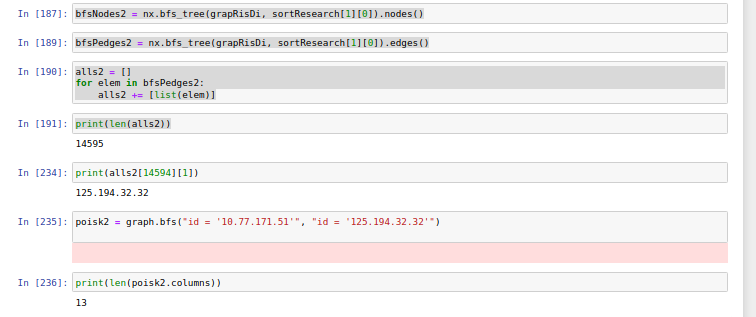 In [187]: bfsNodes2 = nx.bfs_tree(grapRisDi, sortResearch[1][0]).nodes()
In [189]: bfsPedges2 = nx.bfs_tree(grapRisDi, sortResearch[1][0]).edges()
In [190]: alls2 = []
for elem in bfsPedges2:
    alls2 += [list(elem)]
In [191]: print(len(alls2))
14595
In [234]: print(alls2[14594][1])
125.194.32.32
In [235]: poisk2 = graph.bfs("id = '10.77.171.51'", "id = '125.194.32.32'")
In [236]: print(len(poisk2.columns))
13